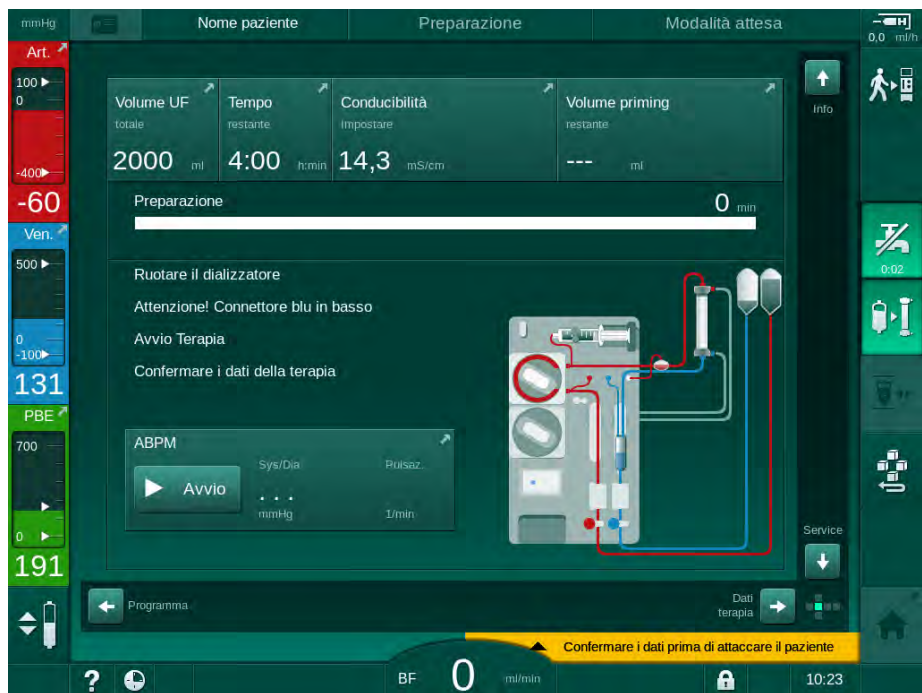 mmHg
Nome paziente
Preparazione
Modalità attesa
0,0 ml/h
Art.
100
0
-400
-60
Ven.
500
0
-100
131
PBE
700
0
191
Volume UF
totale
2000 ml
Tempo
restante
4:00 h:min
Conducibilità
Impostare
14,3 mS/cm
Volume priming
restante
--- ml
Info
Preparazione
0 min
Ruotare il dializzatore
Attenzione! Connettore blu in basso
Avvio Terapia
Confermare i dati della terapia
ABPM
Avvio
Sys/Dia
. . .
mmHg
Pulsaz.
1/min
0:02
Service
Programma
Dati
terapia
Confermare i dati prima di attaccare il paziente
?
BF 0 ml/min
10:23